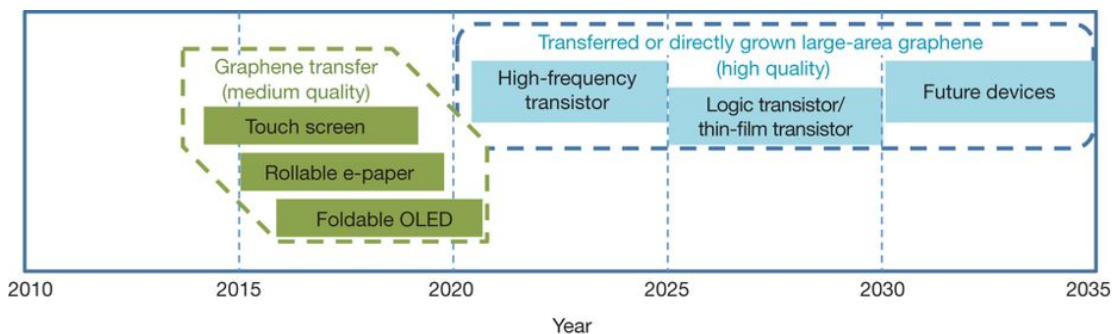 Transferred or directly grown large-area graphene
(high quality)
Graphene transfer
(medium quality)
High-frequency
transistor
Logic transistor/
thin-film transistor
Future devices
Touch screen
Rollable e-paper
Foldable OLED
2010
2015
2020
2025
2030
2035
Year